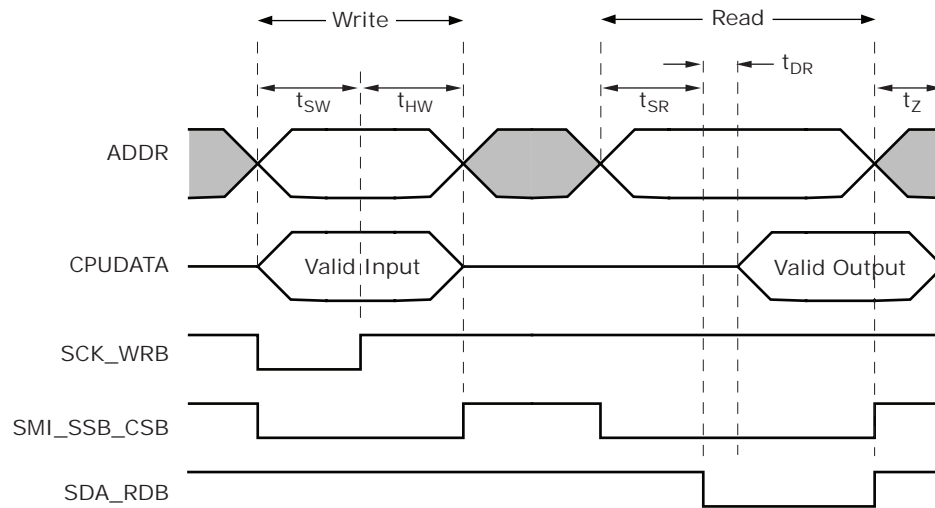 Write
Read
tDR
tSW
tHW
tSR
tZ
ADDR
CPUDATA
Valid Input
Valid Output
SCK_WRB
SMI_SSB_CSB
SDA_RDB